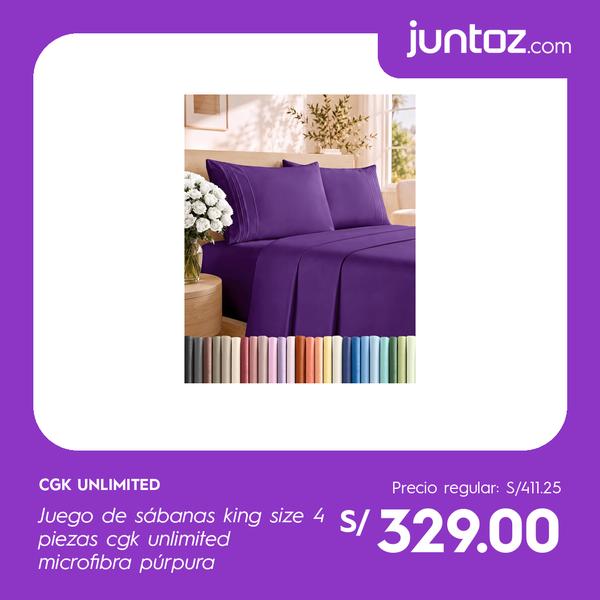 juntoz.com
CGK UNLIMITED
Juego de sábanas king size 4
piezas cgk unlimited
microfibra púrpura
Precio regular: S/411.25
S/ 329.00